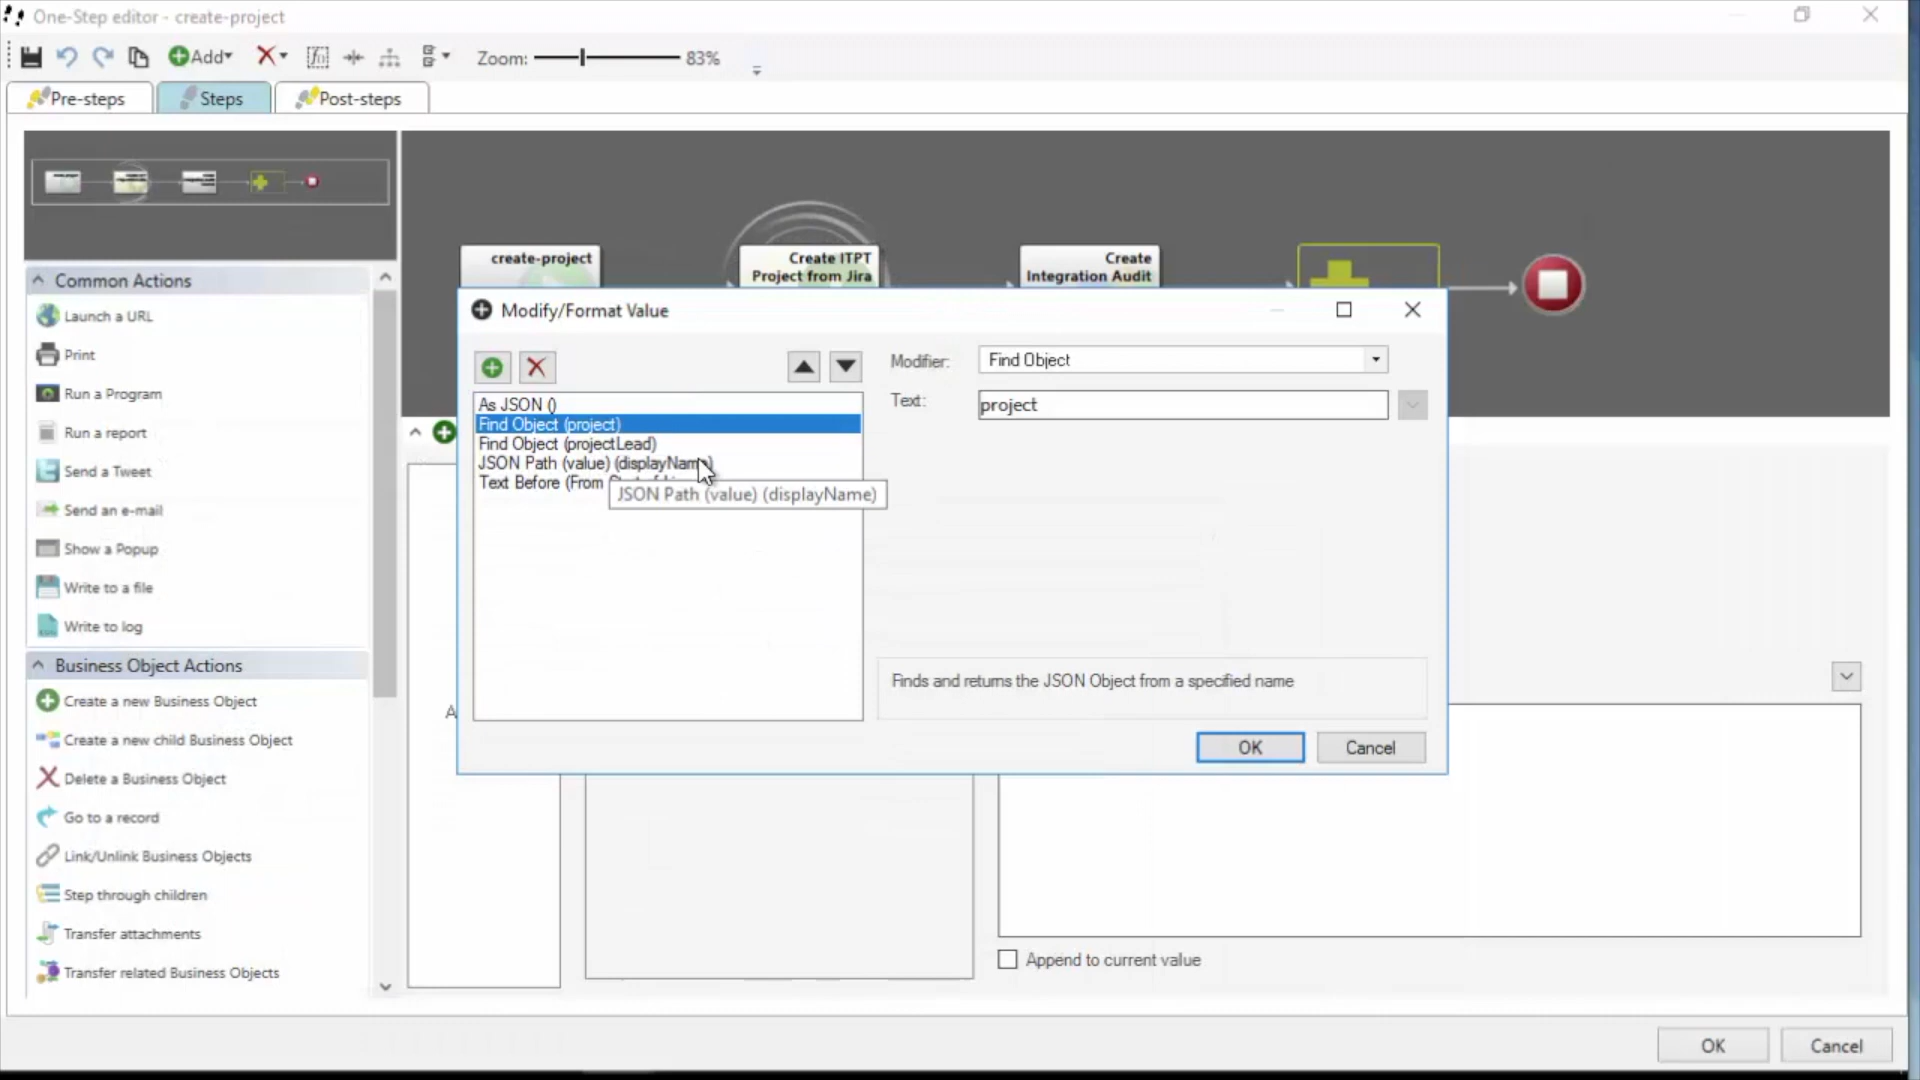 One-Step editor - create-project
Add
Zoom:
83%
Pre-steps
Steps
Post-steps
create-project
Create ITPT
Project from Jira
Create
Integration Audit
Common Actions
Launch a URL
Print
Run a Program
Run a report
Send a Tweet
Send an e-mail
Show a Popup
Write to a file
Write to log
Business Object Actions
Create a new Business Object
Create a new child Business Object
Delete a Business Object
Go to a record
Link/Unlink Business Objects
Step through children
Transfer attachments
Transfer related Business Objects
A
Modify/Format Value
As JSON ()
Find Object (project)
Find Object (projectLead)
JSON Path (value) (displayName)
Text Before (From
JSON Path (value) (displayName)
Modifier:
Find Object
Text:
project
Finds and returns the JSON Object from a specified name
OK
Cancel
Append to current value
OK
Cancel